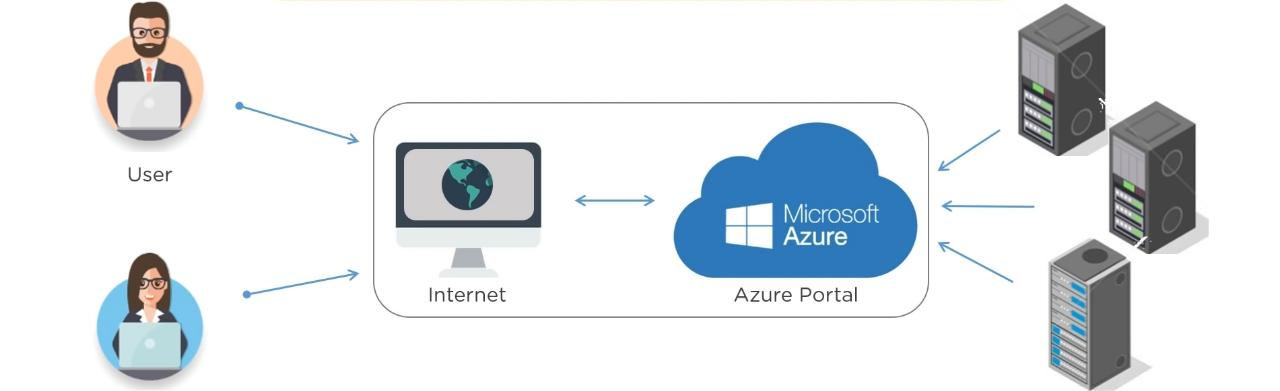 User
Microsoft
Azure
Internet
Azure Portal